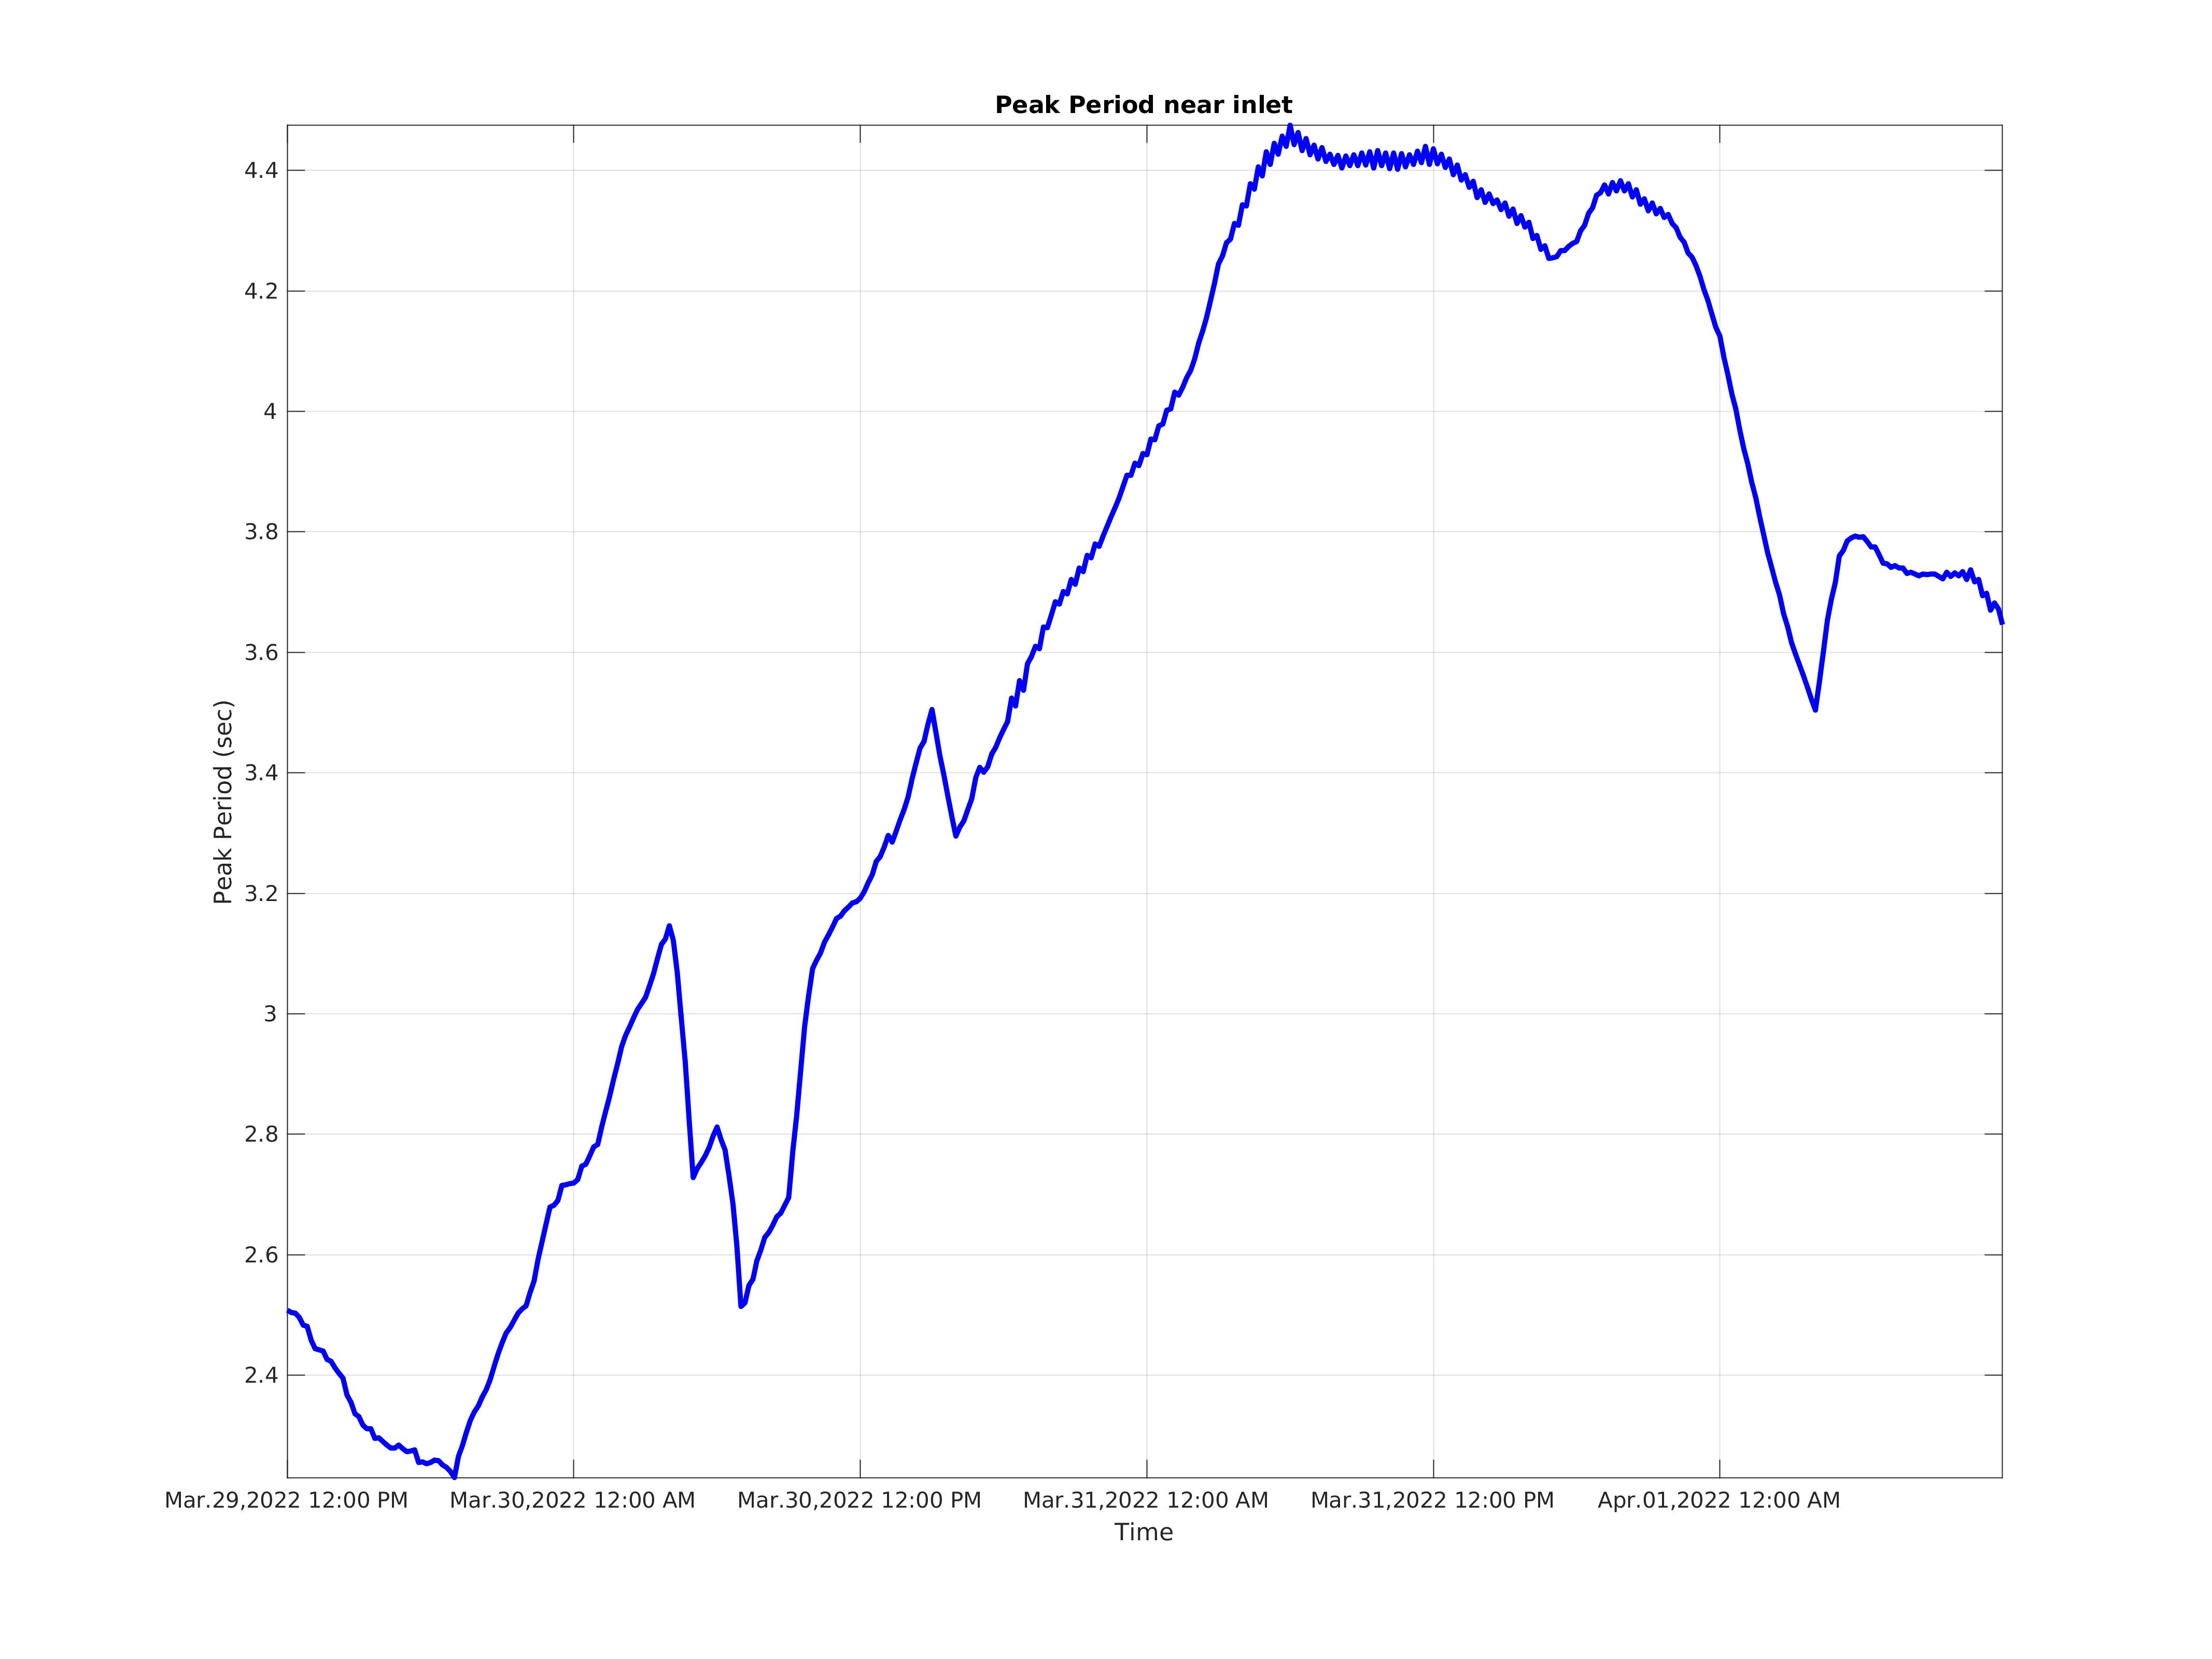 Peak Period near inlet
4.4
4.2
4
3.8
3.6
3.4
3.2
3
2.8
2.6
2.4
Peak Period (sec)
Mar.29,2022 12:00 PM Mar.30,2022 12:00 AM Mar.30,2022 12:00 PM Mar.31,2022 12:00 AM Mar.31,2022 12:00 PM Apr.01,2022 12:00 AM
Time